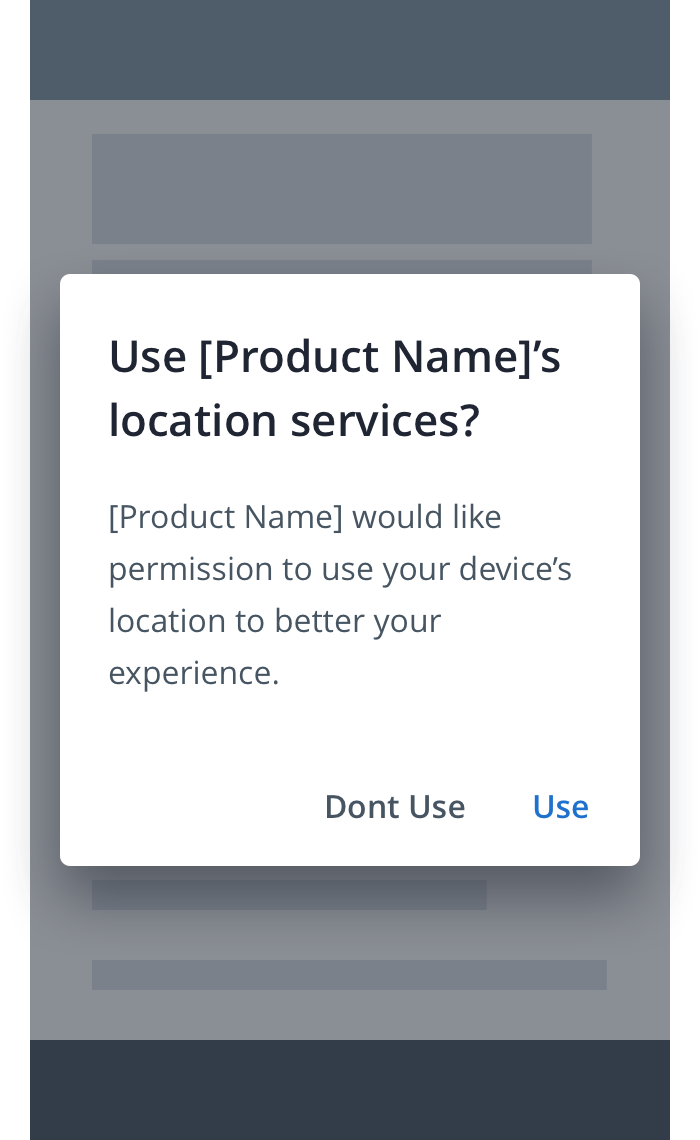 Use [Product Name]’s
location services?
[Product Name] would like
permission to use your device’s
location to better your
experience.
Dont Use
Use